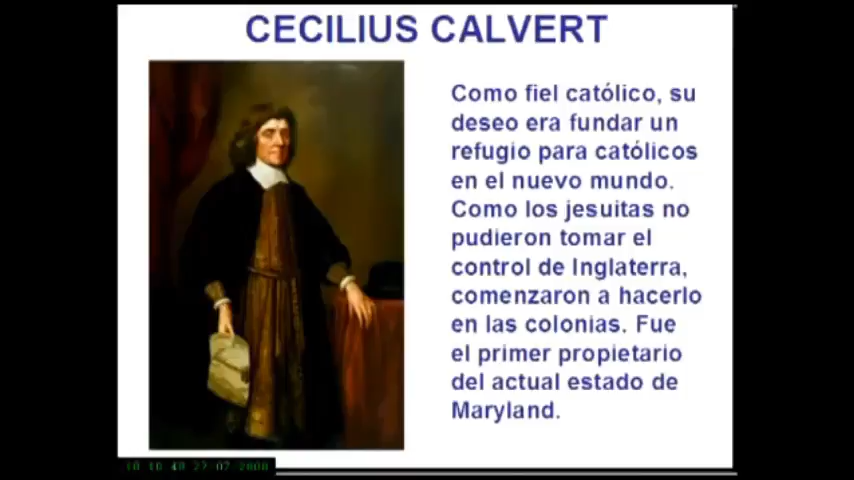 CECILIUS CALVERT
Como fiel católico, su
deseo era fundar un
refugio para católicos
en el nuevo mundo.
Como los jesuitas no
pudieron tomar el
control de Inglaterra,
comenzaron a hacerlo
en las colonias. Fue
el primer propietario
del actual estado de
Maryland.